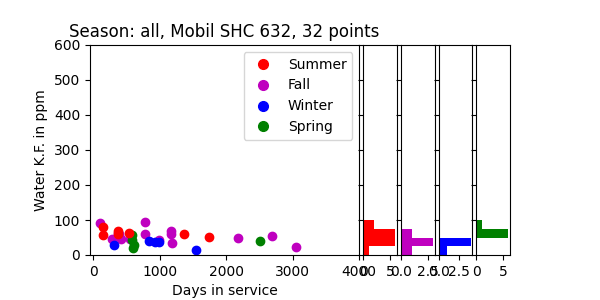 Season: all, Mobil SHC 632, 32 points
Water K.F. in ppm
600
500
400
300
200
100
0
Summer
Fall
Winter
Spring
0 1000 2000 3000 4000
0 5
0.0 2.5
0.0 2.5
0 5
Days in service